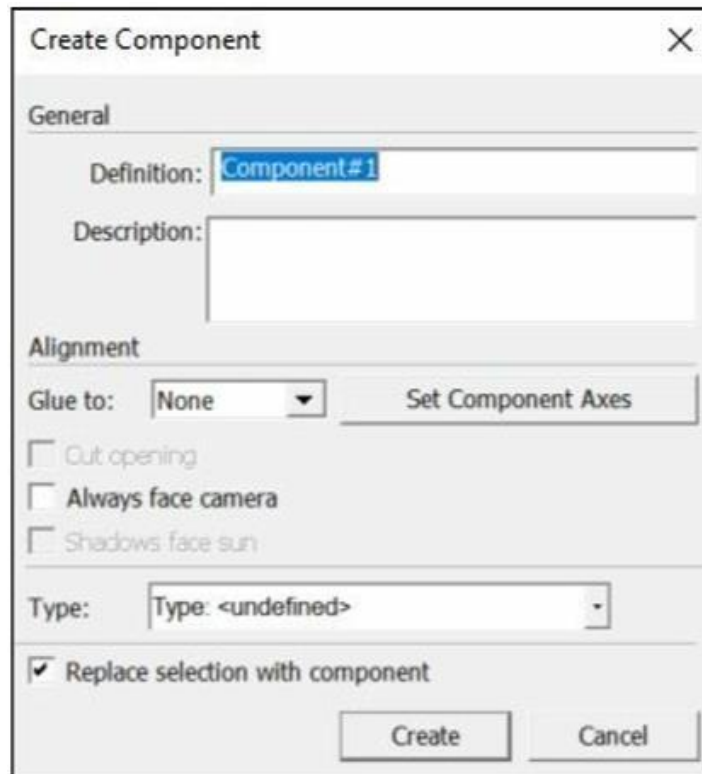 Create Component
General
Definition: Component#1
Description:
Alignment
Glue to: None Set Component Axes
Cut opening
Always face camera
Shadows face sun
Type: Type: <undefined>
Replace selection with component
Create Cancel